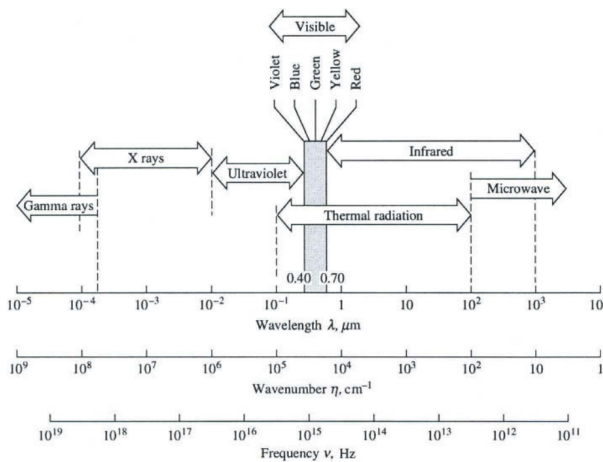 Visible
Violet
Blue
Green
Yellow
Red
X rays
Infrared
Ultraviolet
Microwave
Gamma rays
Thermal radiation
0.40 0.70
10⁻⁵ 10⁻⁴ 10⁻³ 10⁻² 10⁻¹ 1 10 10² 10³ 10
Wavelength λ, μm
10⁹ 10⁸ 10⁷ 10⁶ 10⁵ 10⁴ 10³ 10² 10 1
Wavenumber η, cm⁻¹
10¹⁹ 10¹⁸ 10¹⁷ 10¹⁶ 10¹⁵ 10¹⁴ 10¹³ 10¹² 10¹¹
Frequency ν, Hz